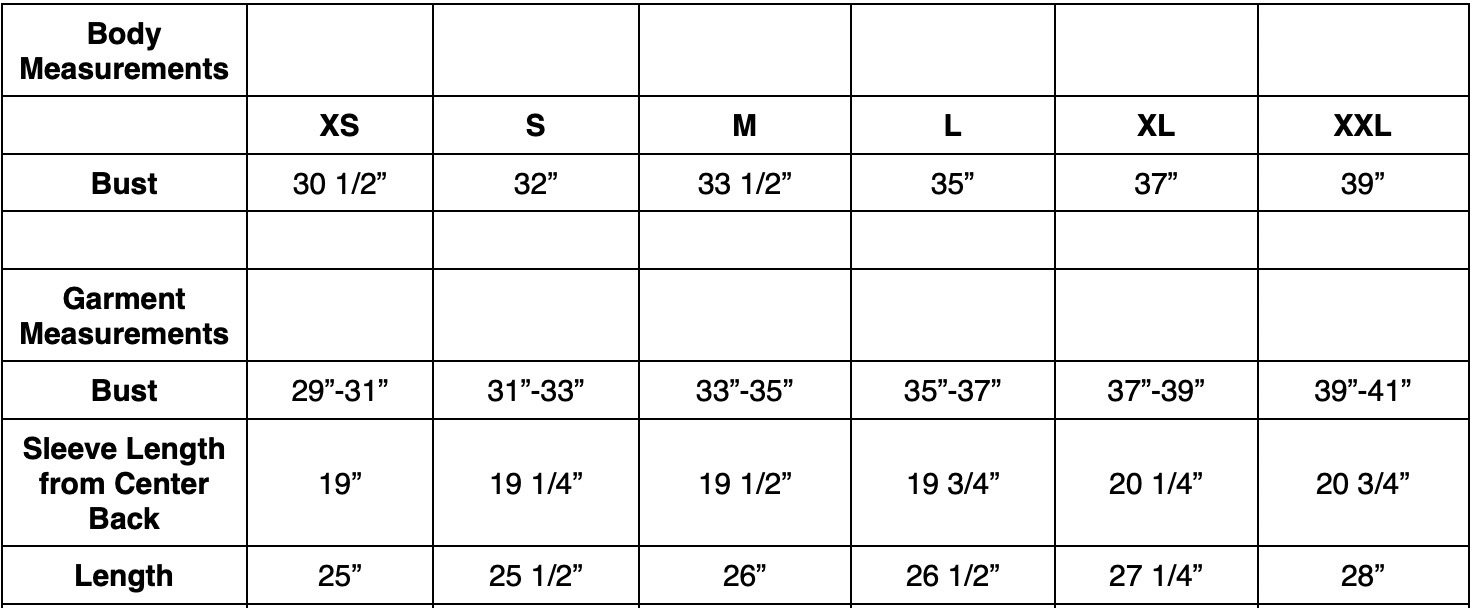 Body
Measurements
XS S M L XL XXL
Bust 30 1/2” 32” 33 1/2” 35” 37” 39”
Garment
Measurements
Bust 29”-31” 31”-33” 33”-35” 35”-37” 37”-39” 39”-41”
Sleeve Length
from Center
Back 19” 19 1/4” 19 1/2” 19 3/4” 20 1/4” 20 3/4”
Length 25” 25 1/2” 26” 26 1/2” 27 1/4” 28”